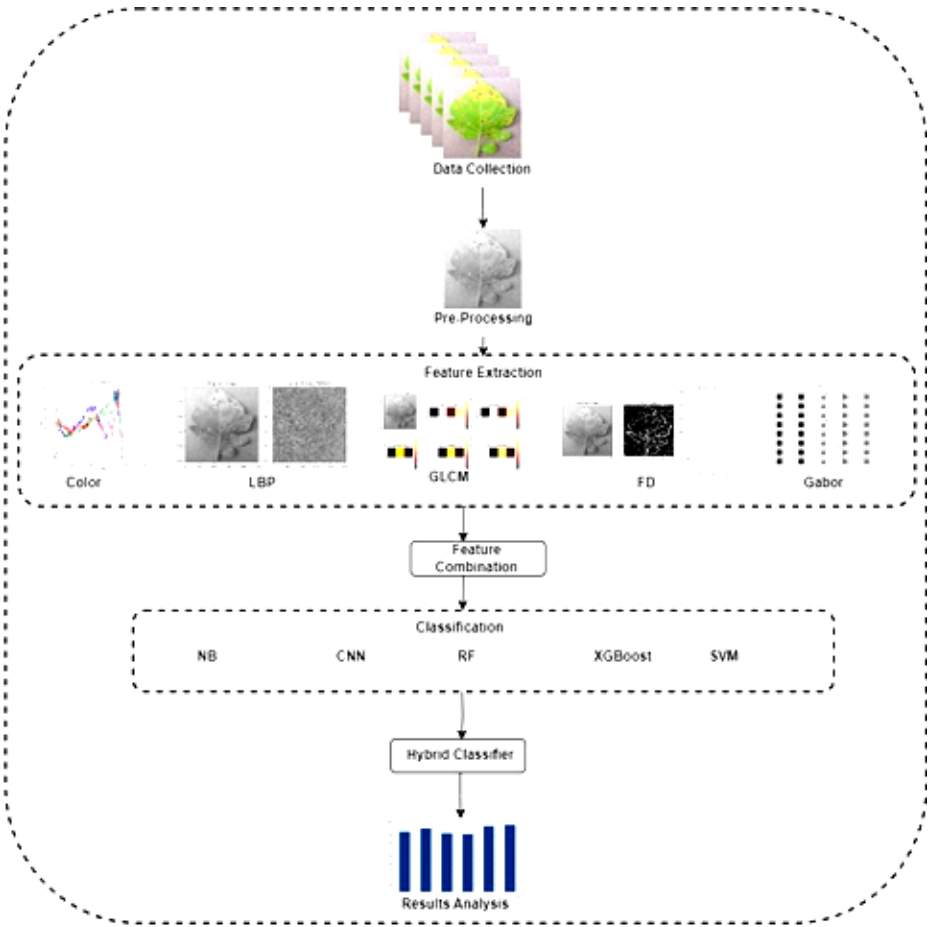 Data Collection
Pre-Processing
Feature Extraction
Color
LBP
GLCM
FD
Gabor
Feature
Combination
Classification
NB
CNN
RF
XGBoost
SVM
Hybrid Classifier
Results Analysis